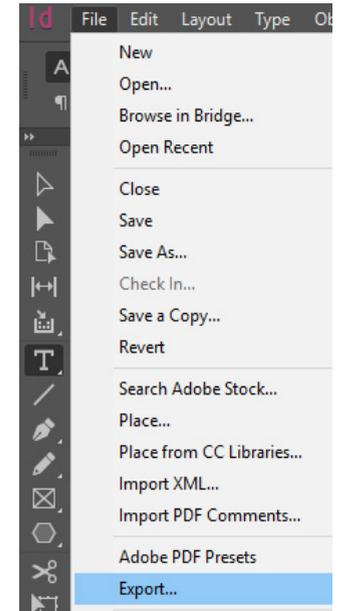 Id File Edit Layout Type Ob
A
¶
New
Open...
Browse in Bridge...
Open Recent
Close
Save
Save As...
Check In...
Save a Copy...
Revert
T
Search Adobe Stock...
Place...
Place from CC Libraries...
Import XML...
Import PDF Comments...
Adobe PDF Presets
Export...